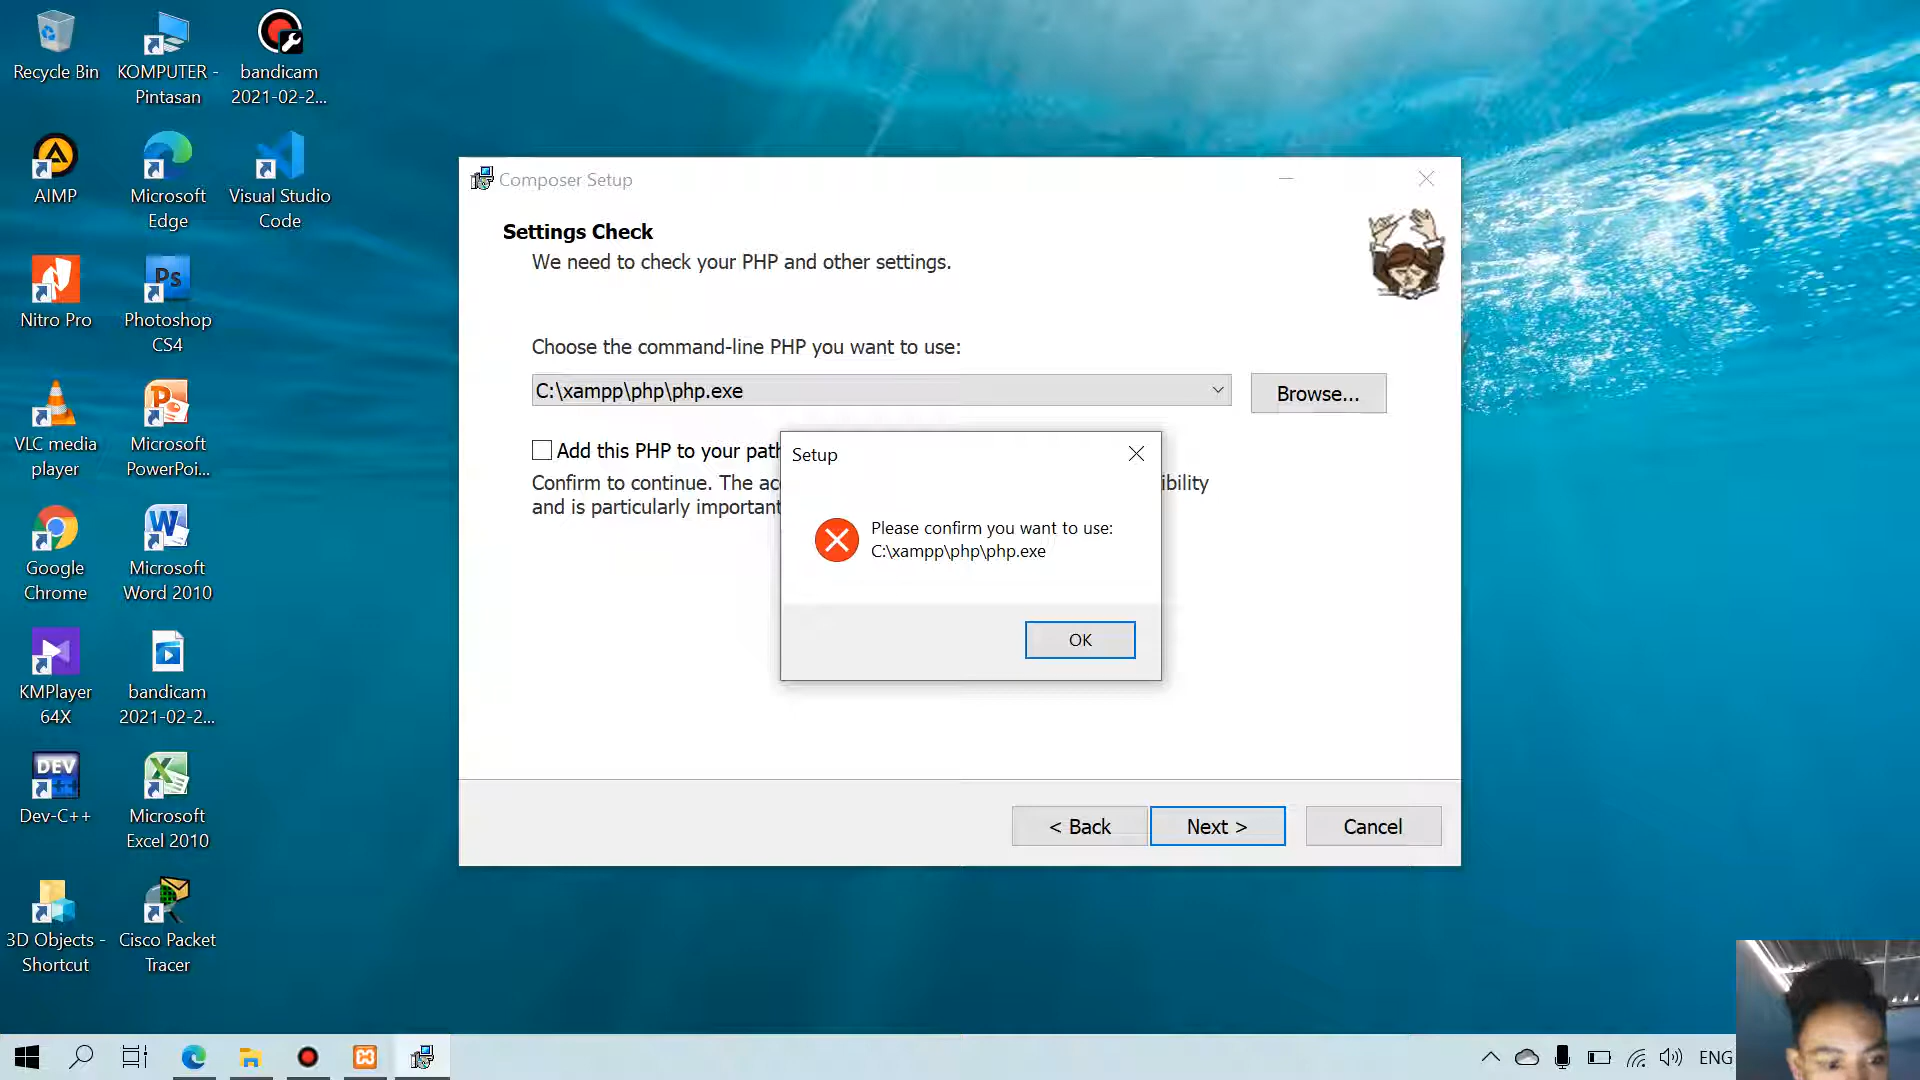 Recycle Bin
KOMPUTER -
Pintasan
bandicam
2021-02-2...
AIMP
Microsoft
Edge
Visual Studio
Code
Nitro Pro
Ps
Photoshop
CS4
VLC media
player
Microsoft
PowerPoi...
Google
Chrome
Microsoft
Word 2010
KMPlayer
64X
bandicam
2021-02-2...
DEV
Dev-C++
Microsoft
Excel 2010
3D Objects -
Shortcut
Cisco Packet
Tracer
Composer Setup
Settings Check
We need to check your PHP and other settings.
Choose the command-line PHP you want to use:
C:\xampp\php\php.exe
Browse...
Add this PHP to your path
Confirm to continue. The
ibility
and is particularly important
Setup
Please confirm you want to use:
C:\xampp\php\php.exe
OK
< Back
Next >
Cancel
ENG